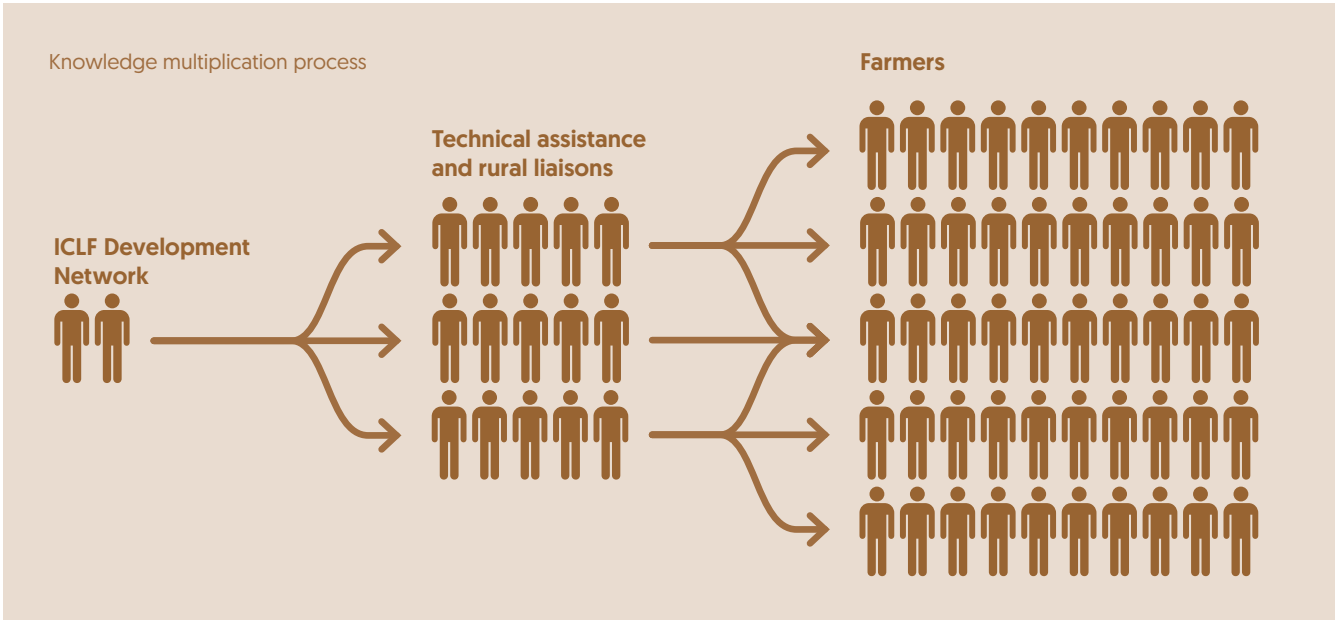 Knowledge multiplication process
Farmers
Technical assistance
and rural liaisons
ICLF Development
Network